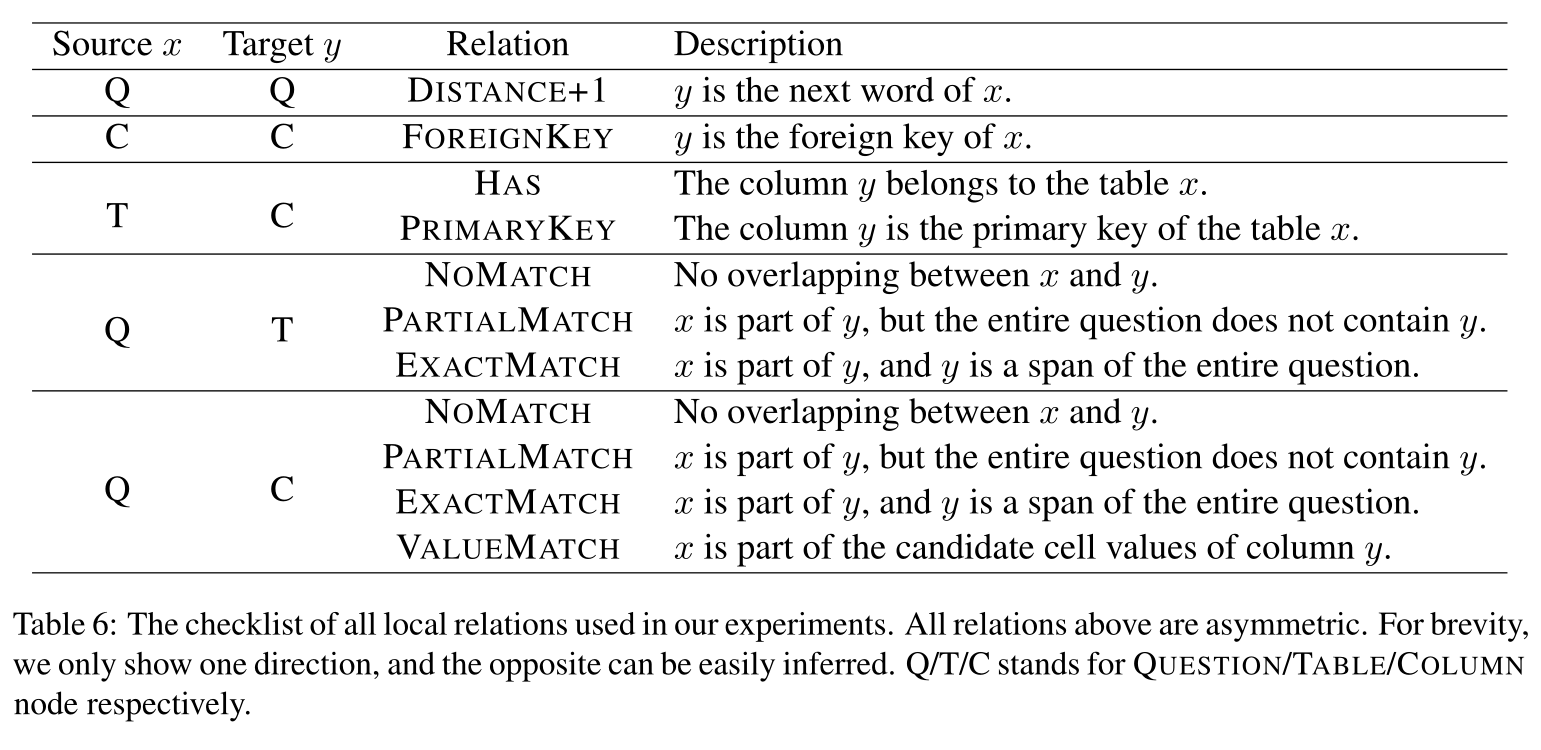 Source x Target y Relation Description
Q Q DISTANCE+1 y is the next word of x.
C C FOREIGNKEY y is the foreign key of x.
T C HAS The column y belongs to the table x.
PRIMARYKEY The column y is the primary key of the table x.
Q T NOMATCH No overlapping between x and y.
PARTIALMATCH x is part of y, but the entire question does not contain y.
EXACTMATCH x is part of y, and y is a span of the entire question.
Q C NOMATCH No overlapping between x and y.
PARTIALMATCH x is part of y, but the entire question does not contain y.
EXACTMATCH x is part of y, and y is a span of the entire question.
VALUEMATCH x is part of the candidate cell values of column y.
Table 6: The checklist of all local relations used in our experiments. All relations above are asymmetric. For brevity,
we only show one direction, and the opposite can be easily inferred. Q/T/C stands for QUESTION/TABLE/COLUMN
node respectively.